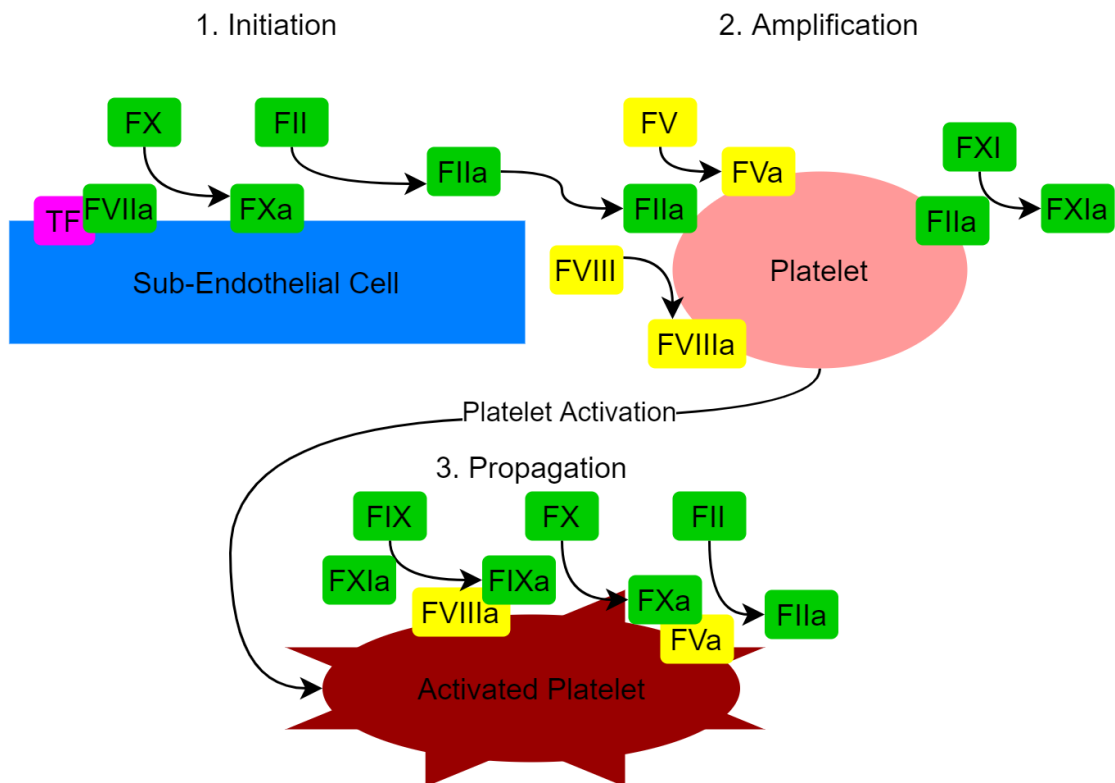 1. Initiation
2. Amplification
FX
FII
FV
FXI
FIIa
FVa
TF
FVIIa
FXa
FIIa
FIIa
FXIa
Sub-Endothelial Cell
FVIII
Platelet
FVIIIa
Platelet Activation
3. Propagation
FIX
FX
FII
FXIa
FIXa
FXa
FIIa
FVIIIa
FVa
Activated Platelet